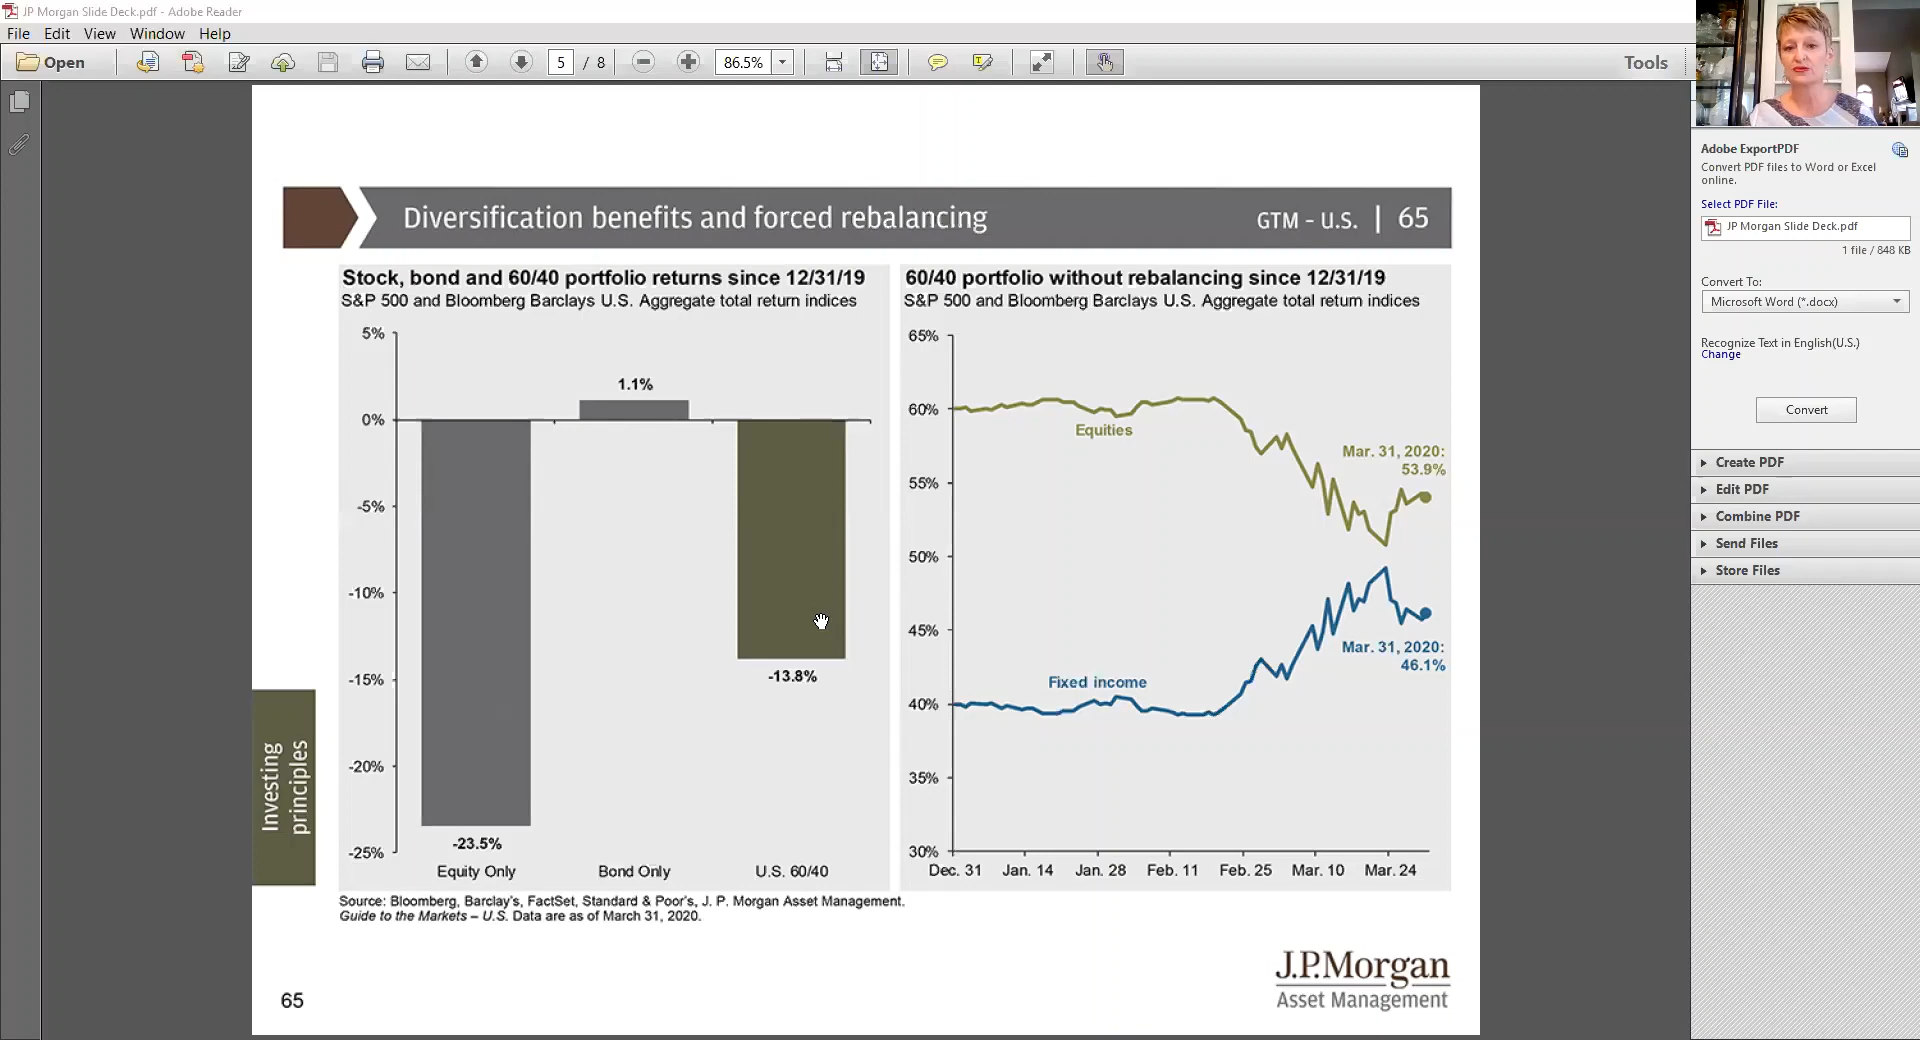 JP Morgan Slide Deck.pdf - Adobe Reader
File Edit View Window Help
Open
5 / 8
86.5%
Tools
Diversification benefits and forced rebalancing
GTM – U.S. | 65
Stock, bond and 60/40 portfolio returns since 12/31/19
S&P 500 and Bloomberg Barclays U.S. Aggregate total return indices
5%
0%
-5%
-10%
-15%
-20%
-25%
1.1%
-13.8%
-23.5%
Equity Only
Bond Only
U.S. 60/40
60/40 portfolio without rebalancing since 12/31/19
S&P 500 and Bloomberg Barclays U.S. Aggregate total return indices
65%
60%
55%
50%
45%
40%
35%
30%
Equities
Mar. 31, 2020:
53.9%
Fixed income
Mar. 31, 2020:
46.1%
Dec. 31
Jan. 14
Jan. 28
Feb. 11
Feb. 25
Mar. 10
Mar. 24
Investing
principles
Source: Bloomberg, Barclay's, FactSet, Standard & Poor's, J. P. Morgan Asset Management.
Guide to the Markets – U.S. Data are as of March 31, 2020.
J.P.Morgan
Asset Management
65
Adobe ExportPDF
Convert PDF files to Word or Excel
online.
Select PDF File:
JP Morgan Slide Deck.pdf
1 file / 848 KB
Convert To:
Microsoft Word (*.docx)
Recognize Text in English(U.S.)
Change
Convert
Create PDF
Edit PDF
Combine PDF
Send Files
Store Files